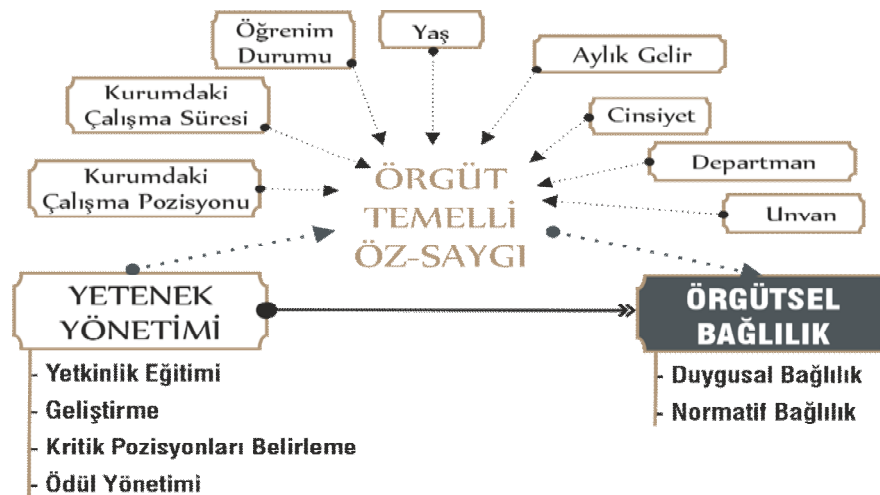 Öğrenim
Durumu
Yaş
Aylık Gelir
Kurumdaki
Çalışma Süresi
Cinsiyet
Kurumdaki
Çalışma Pozisyonu
Departman
Unvan
ÖRGÜT
TEMELLİ
ÖZ-SAYGI
YETENEK
YÖNETİMİ
- Yetkinlik Eğitimi
- Geliştirme
- Kritik Pozisyonları Belirleme
- Ödül Yönetimi
ÖRGÜTSEL
BAĞLILIK
- Duygusal Bağlılık
- Normatif Bağlılık